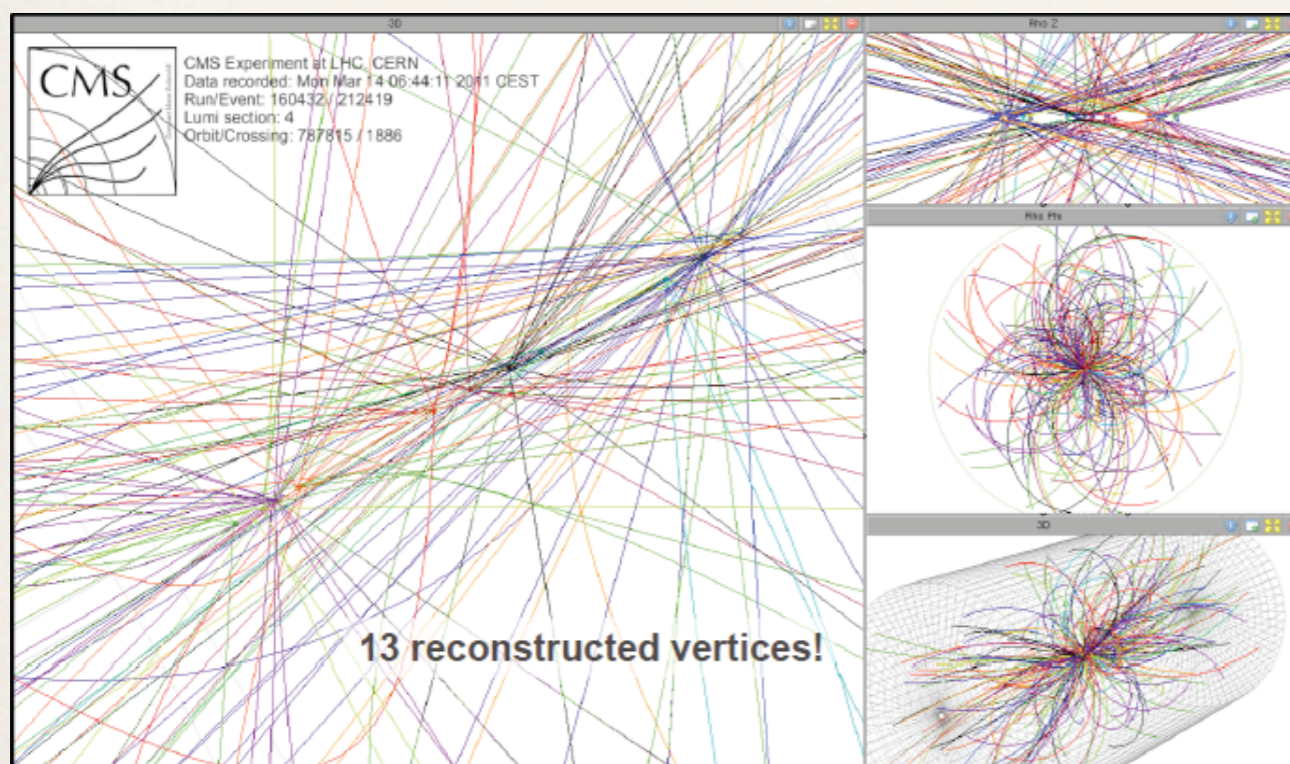 3D
CMS
CMS Experiment at LHC, CERN
Data recorded: Mon Mar 14 06:44:11 2011 CEST
Run/Event: 160432 / 212419
Lumi section: 4
Orbit/Crossing: 787815 / 1886
13 reconstructed vertices!
Rho Z
Rho Phi
3D